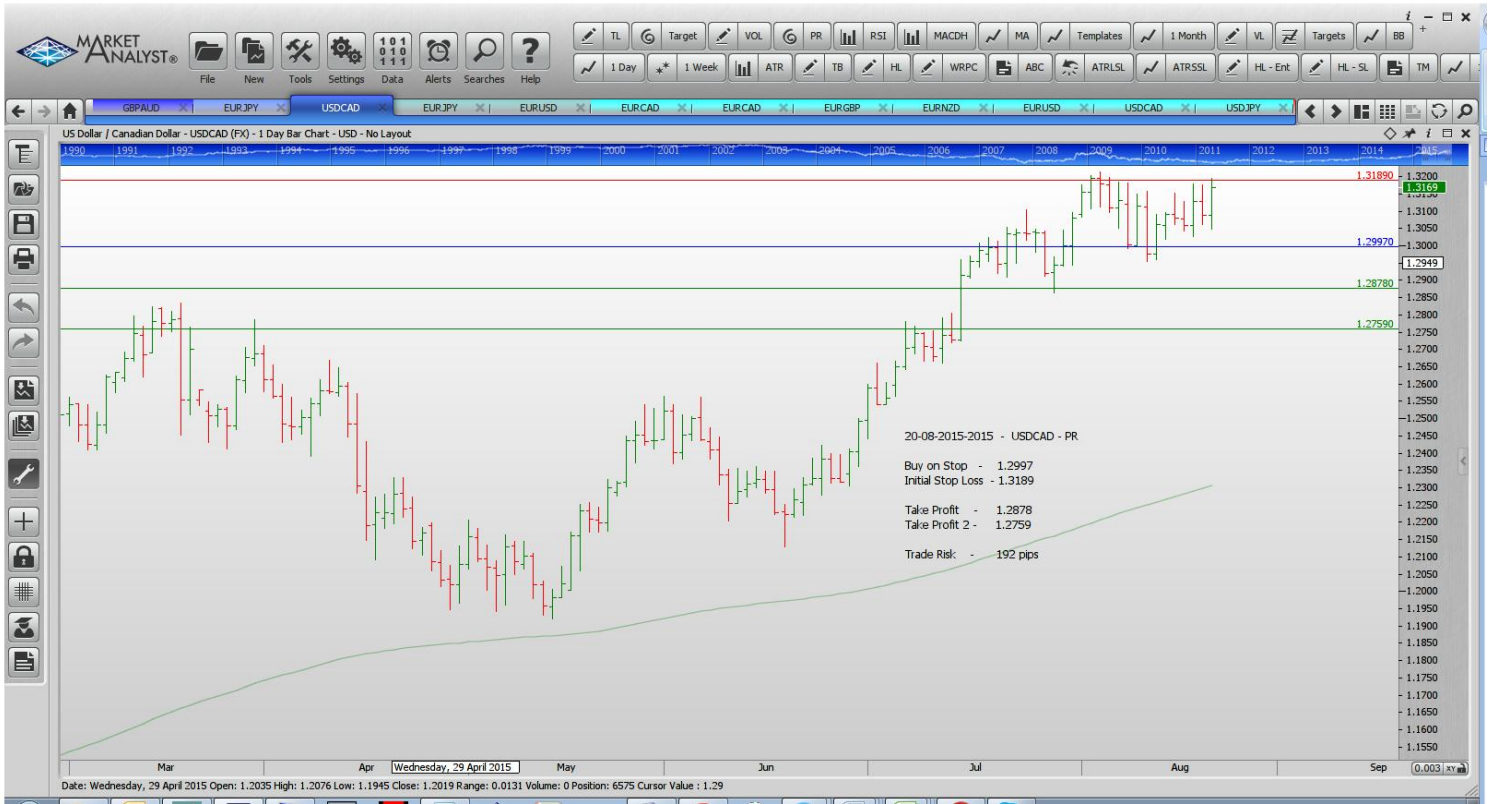 i
MARKET ANALYST®
File New Tools Settings Data Alerts Searches Help
TL Target VOL PR RSI MACDH MA Templates 1 Month VL Targets BB
1 Day 1 Week ATR TB HL WRPC ABC ATRLSL ATRSSL HL - Ent HL - SL TM
GBPAUD EURJPY USDCAD EURJPY EURUSD EURCAD EURCAD EURGBP EURNZD EURUSD USDCAD USDJPY
US Dollar / Canadian Dollar - USDCAD (FX) - 1 Day Bar Chart - USD - No Layout
1990 1991 1992 1993 1994 1995 1996 1997 1998 1999 2000 2001 2002 2003 2004 2005 2006 2007 2008 2009 2010 2011 2012 2013 2014 2015
1.31890
1.29970
1.28780
1.27590
1.3200
1.3169
1.3150
1.3100
1.3050
1.3000
1.2949
1.2900
1.2850
1.2800
1.2750
1.2700
1.2650
1.2600
1.2550
1.2500
1.2450
1.2400
1.2350
1.2300
1.2250
1.2200
1.2150
1.2100
1.2050
1.2000
1.1950
1.1900
1.1850
1.1800
1.1750
1.1700
1.1650
1.1600
1.1550
20-08-2015-2015 - USDCAD - PR
Buy on Stop - 1.2997
Initial Stop Loss - 1.3189
Take Profit - 1.2878
Take Profit 2 - 1.2759
Trade Risk - 192 pips
Mar Apr Wednesday, 29 April 2015 May Jun Jul Aug Sep 0.003 XY
Date: Wednesday, 29 April 2015 Open: 1.2035 High: 1.2076 Low: 1.1945 Close: 1.2019 Range: 0.0131 Volume: 0 Position: 6575 Cursor Value : 1.29